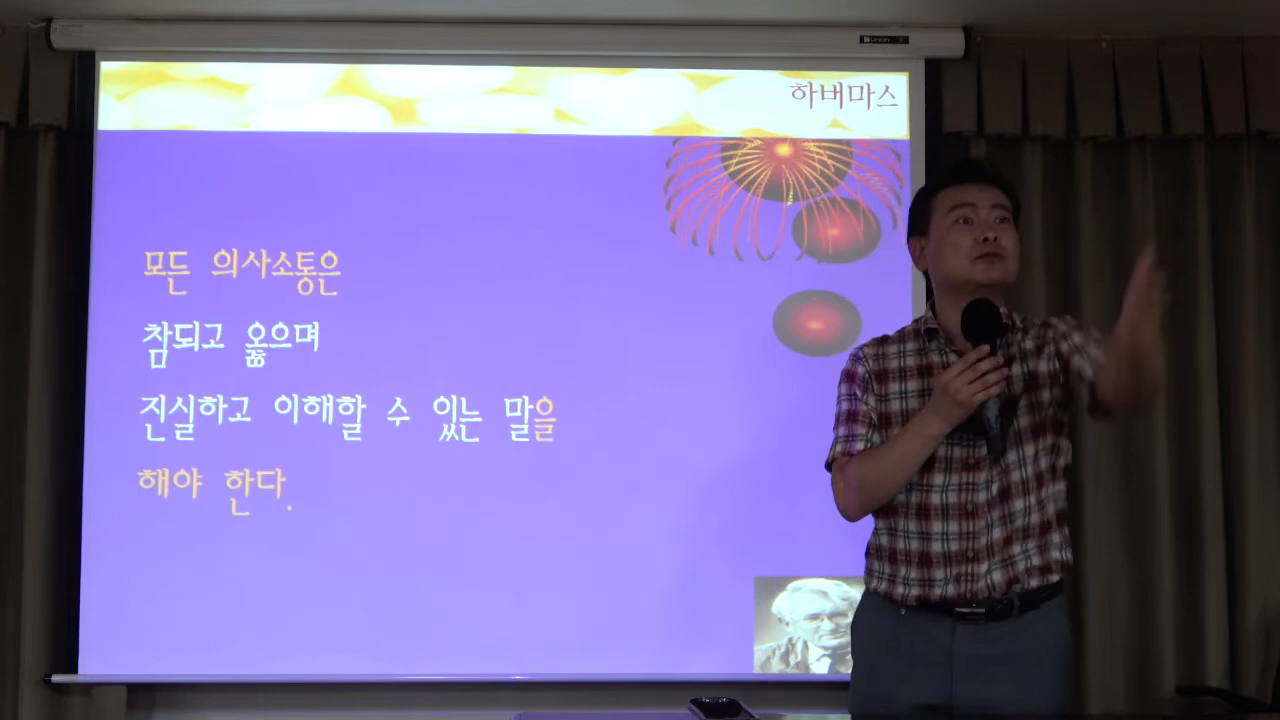 하버마스
모든 의사소통은
참되고 옳으며
진실하고 이해할 수 있는 말을
해야 한다.